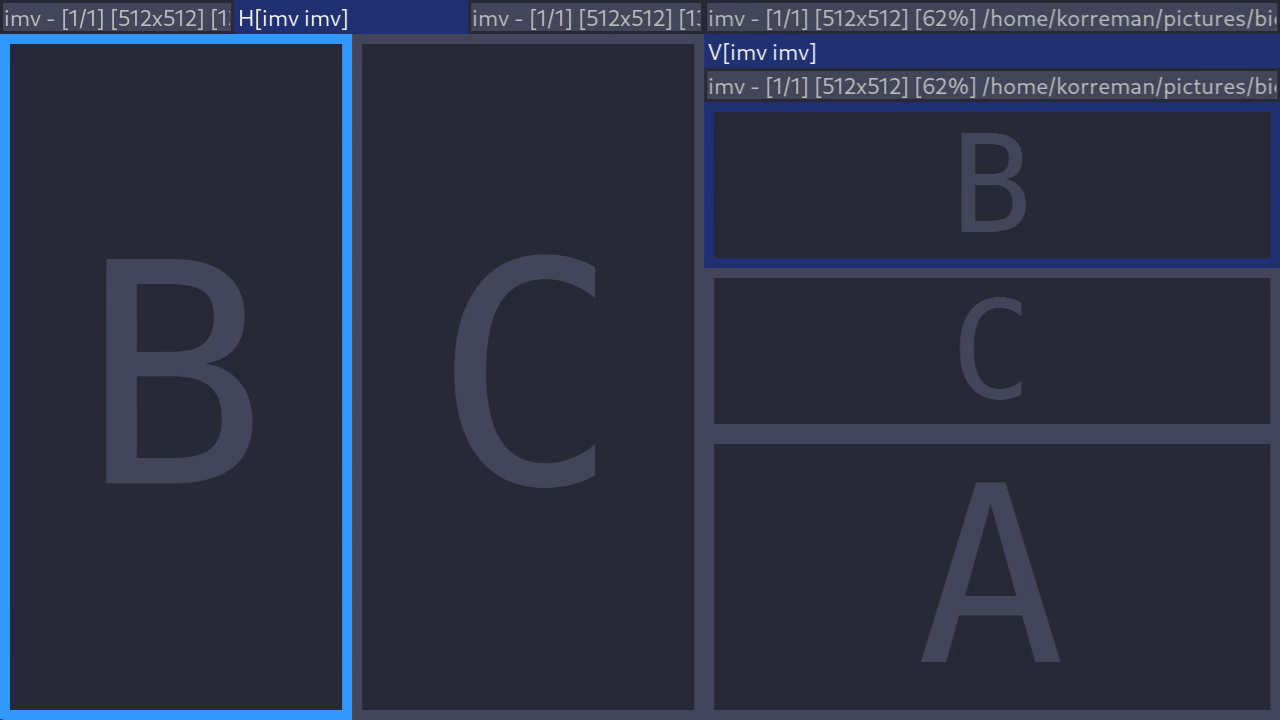 imv - [1/1] [512x512] [1
H[imv imv]
imv - [1/1] [512x512] [1
imv - [1/1] [512x512] [62%] /home/korreman/pictures/bi
V[imv imv]
imv - [1/1] [512x512] [62%] /home/korreman/pictures/bi
B
C
B
C
A